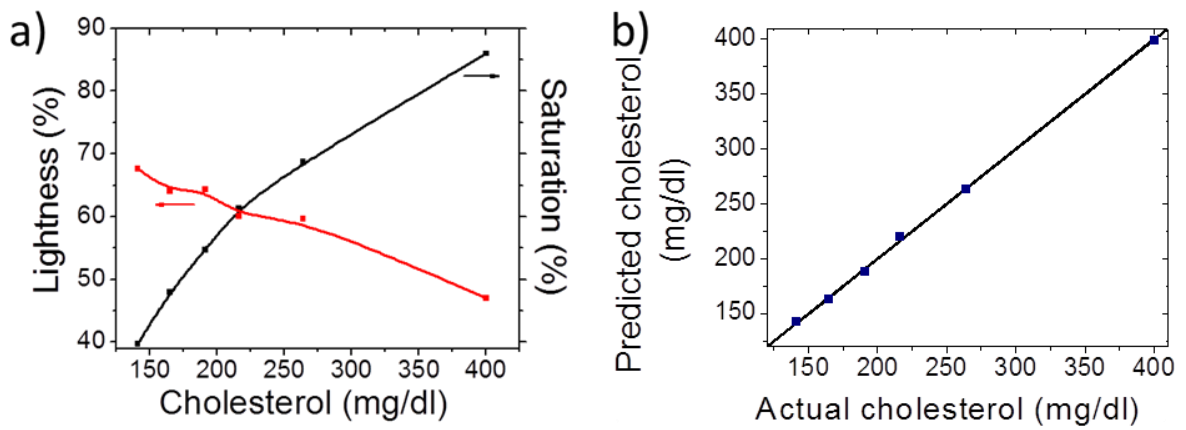 a)
90
80
70
60
50
40
Lightness (%)
Saturation (%)
150 200 250 300 350 400
Cholesterol (mg/dl)
b)
400
350
300
250
200
150
Predicted cholesterol
(mg/dl)
150 200 250 300 350 400
Actual cholesterol (mg/dl)